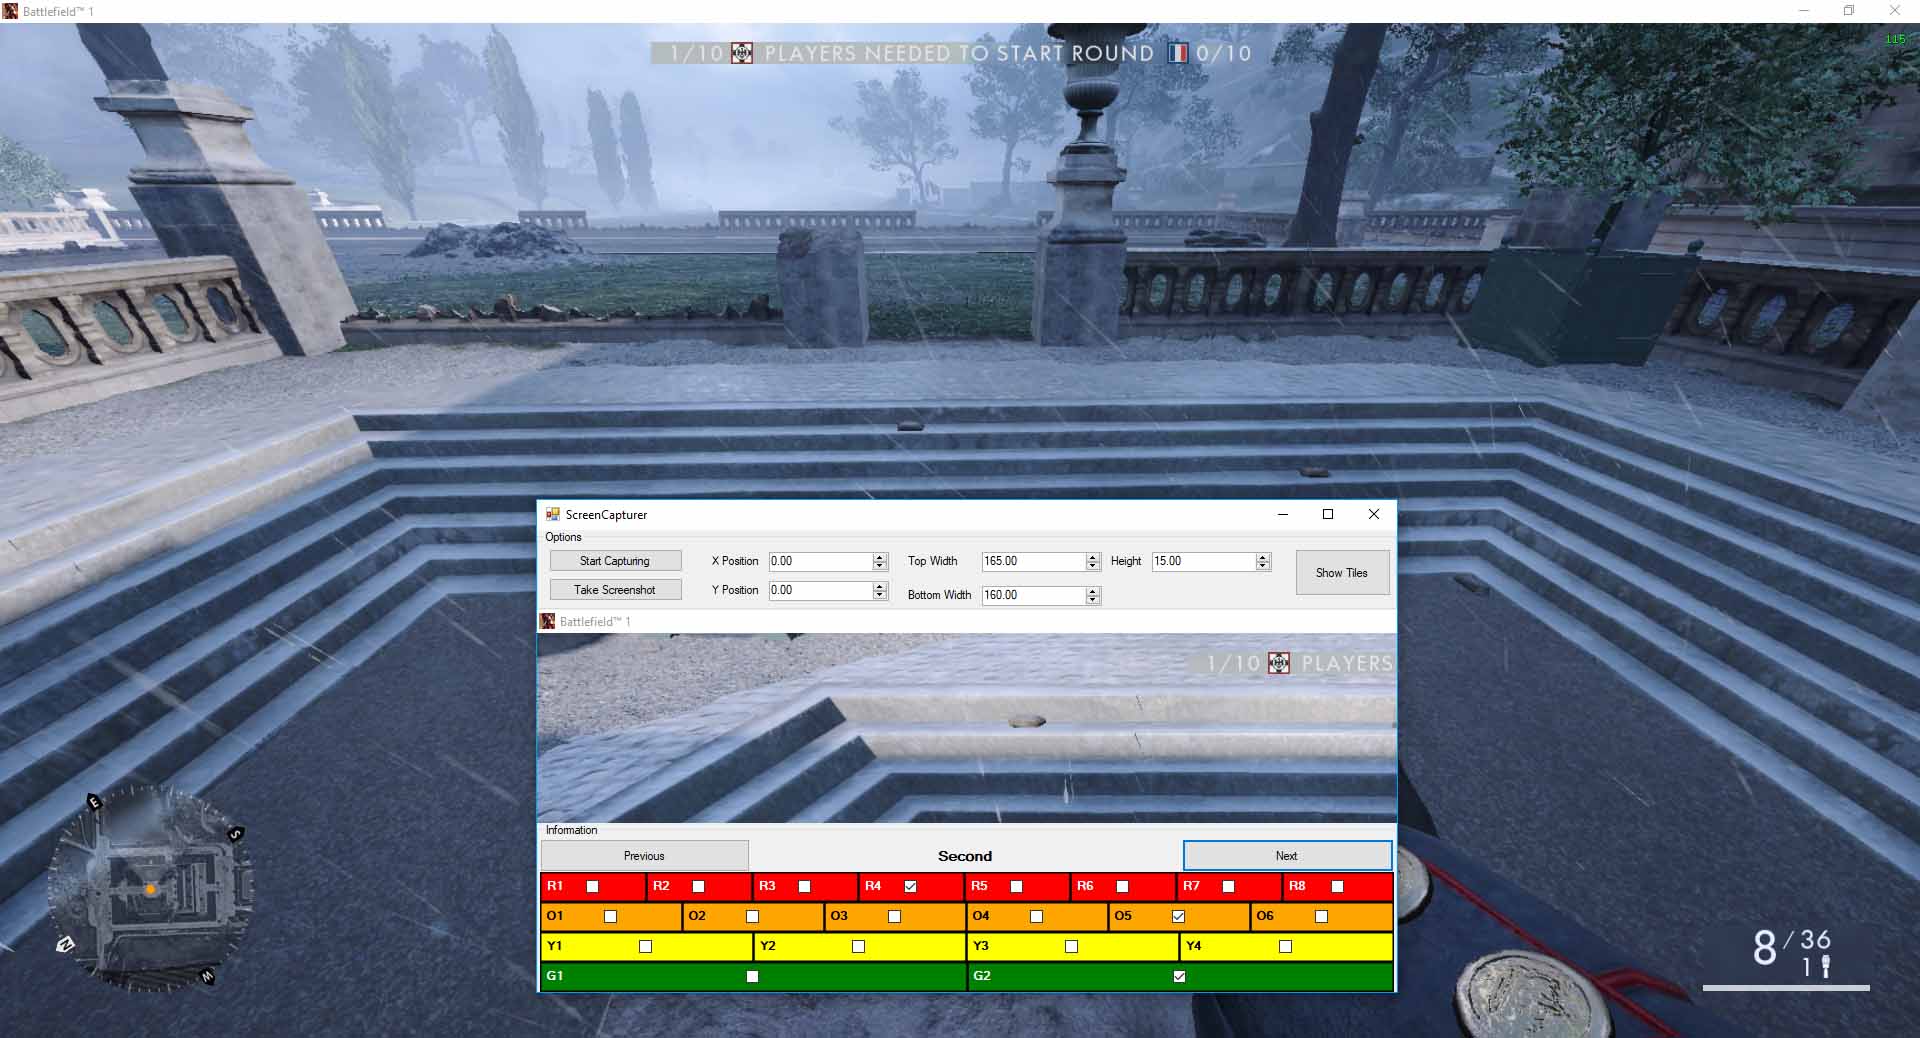 Battlefield™ 1
1/10 PLAYERS NEEDED TO START ROUND 0/10
115
ScreenCapturer
Options
Start Capturing X Position 0.00 Top Width 165.00 Height 15.00 Show Tiles
Take Screenshot Y Position 0.00 Bottom Width 160.00
Battlefield™ 1
1/10 PLAYERS
Information
Previous Second Next
R1 R2 R3 R4 R5 R6 R7 R8
O1 O2 O3 O4 O5 O6
Y1 Y2 Y3 Y4
G1 G2
E
S
N
W
8/36
1